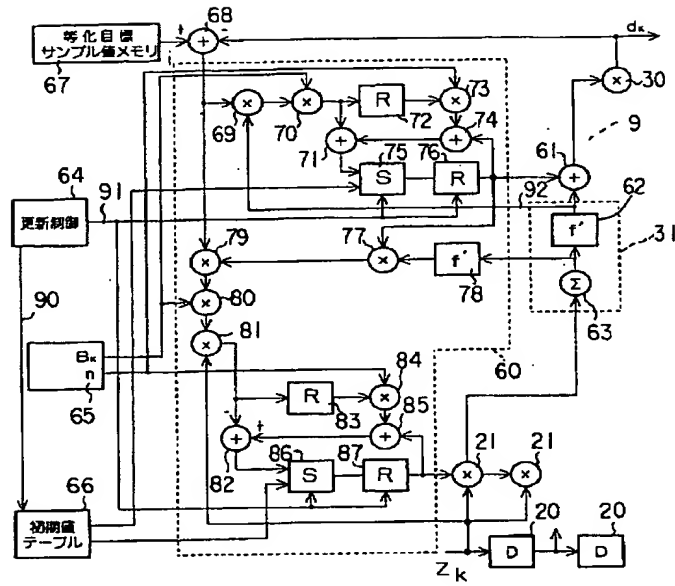 等化目標
サンプル値メモリ
67
+
68
-
dₖ
×
30
9
69
×
70
×
R
72
×
73
+
71
+
74
S
75
R
76
61
+
62
f'
31
Σ
63
更新制御
64
91
92
79
×
77
×
f'
78
80
×
81
×
90
Bₖ
n
65
60
R
83
×
84
-
+
+
82
+
85
86
S
87
R
×
21
×
21
初期値
テーブル
66
Zₖ
20
D
20
D